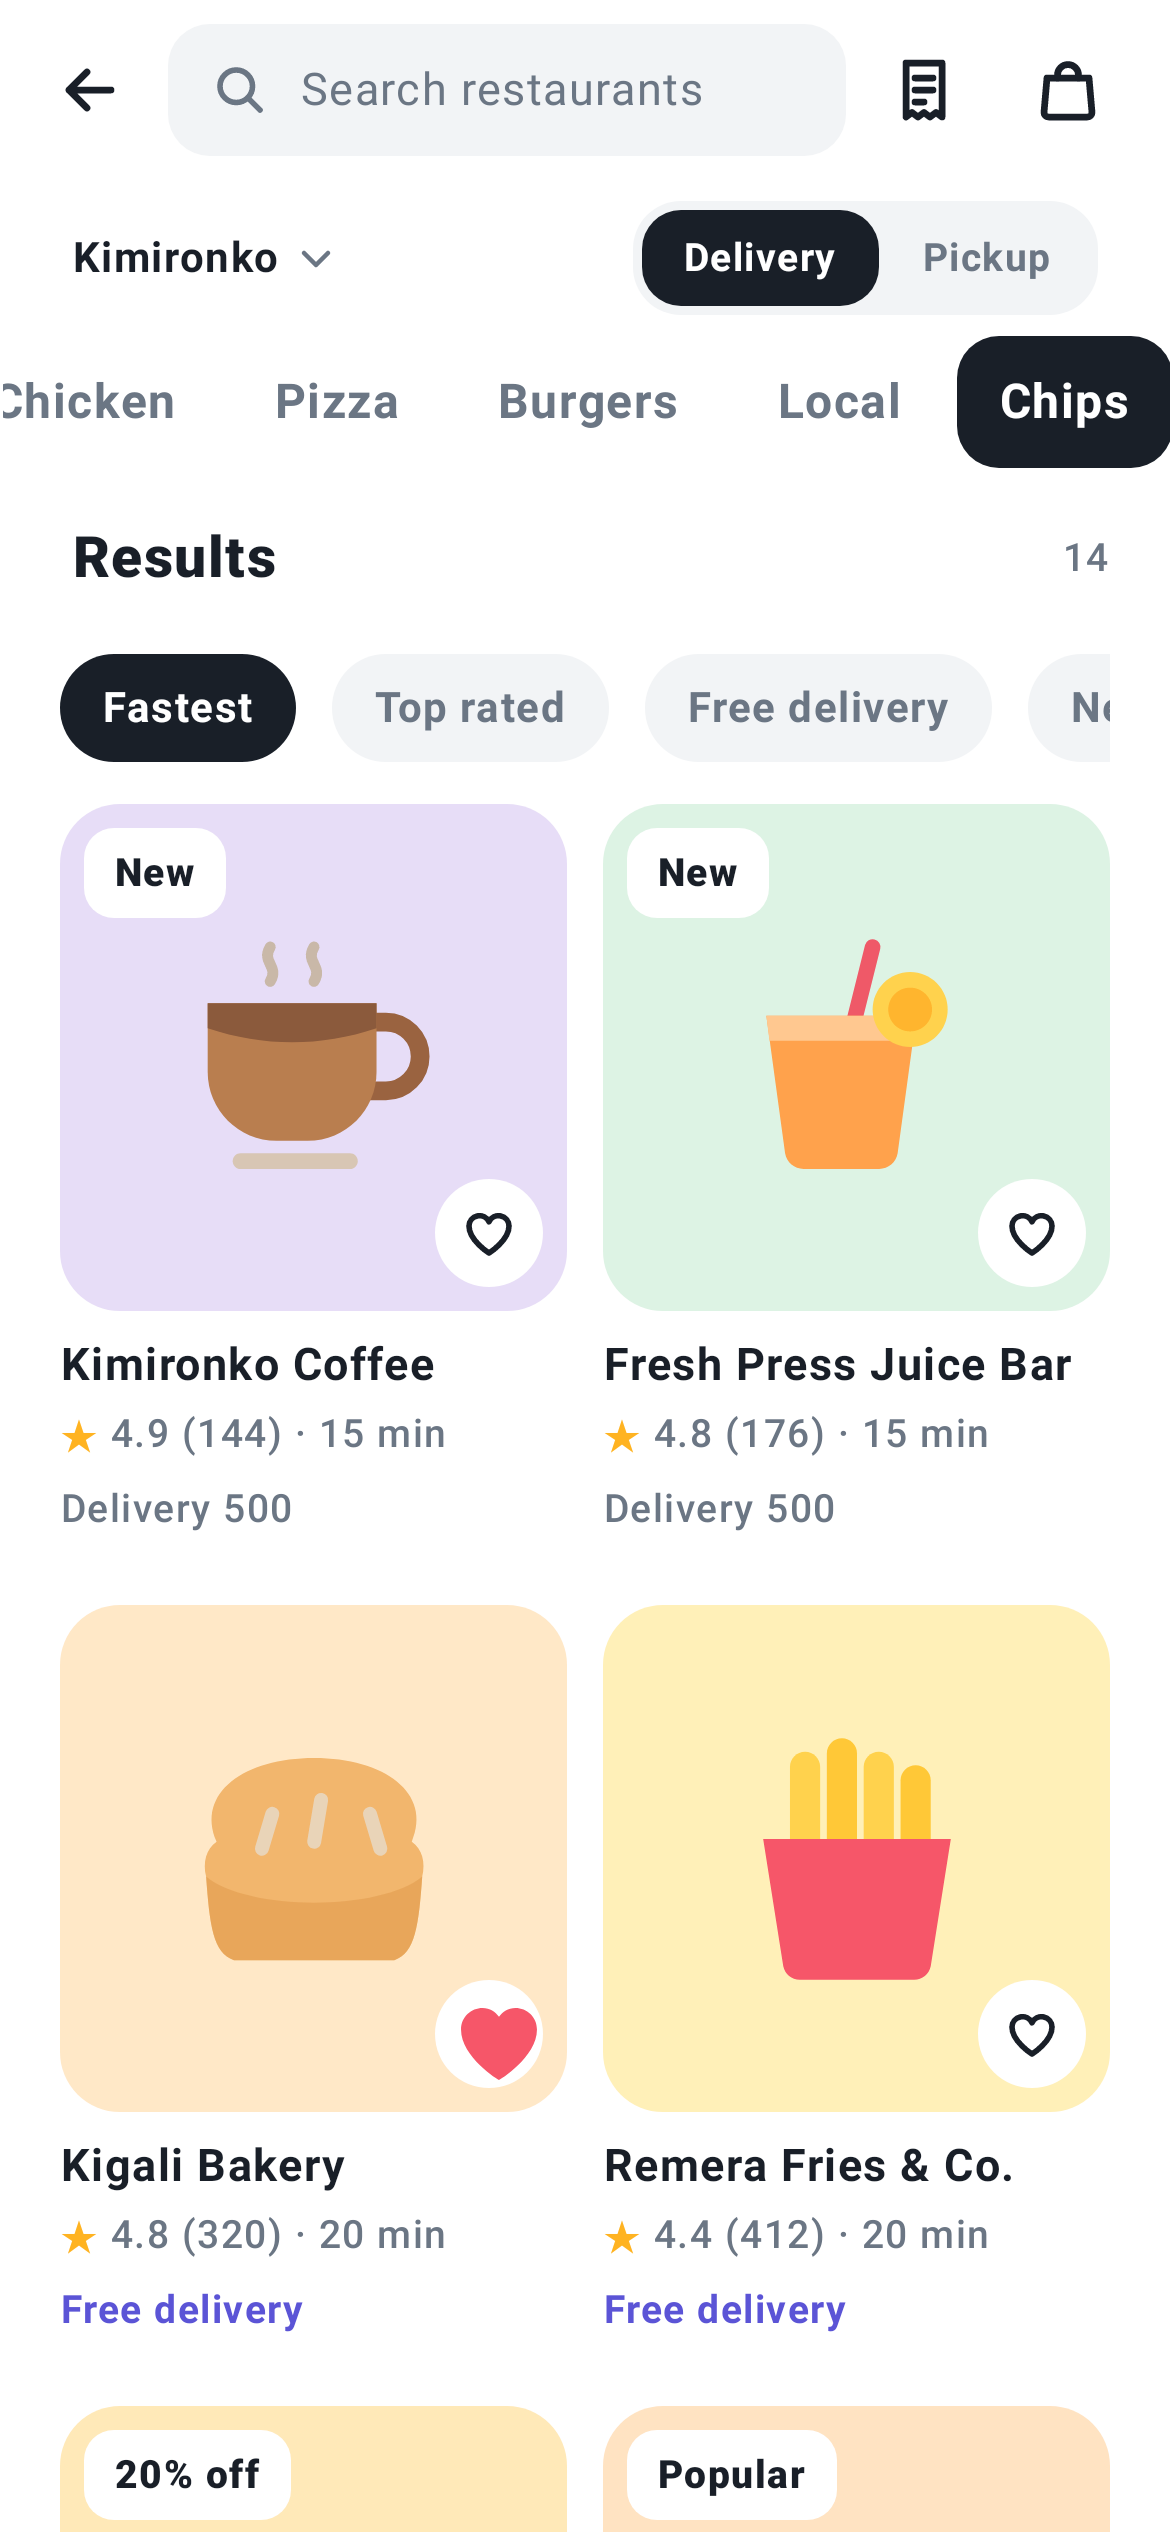 Search restaurants
Kimironko
Delivery
Pickup
Chicken
Pizza
Burgers
Local
Chips
Results
14
Fastest
Top rated
Free delivery
New
New
Kimironko Coffee
4.9 (144) · 15 min
Delivery 500
Fresh Press Juice Bar
4.8 (176) · 15 min
Delivery 500
Kigali Bakery
4.8 (320) · 20 min
Free delivery
Remera Fries & Co.
4.4 (412) · 20 min
Free delivery
20% off
Popular